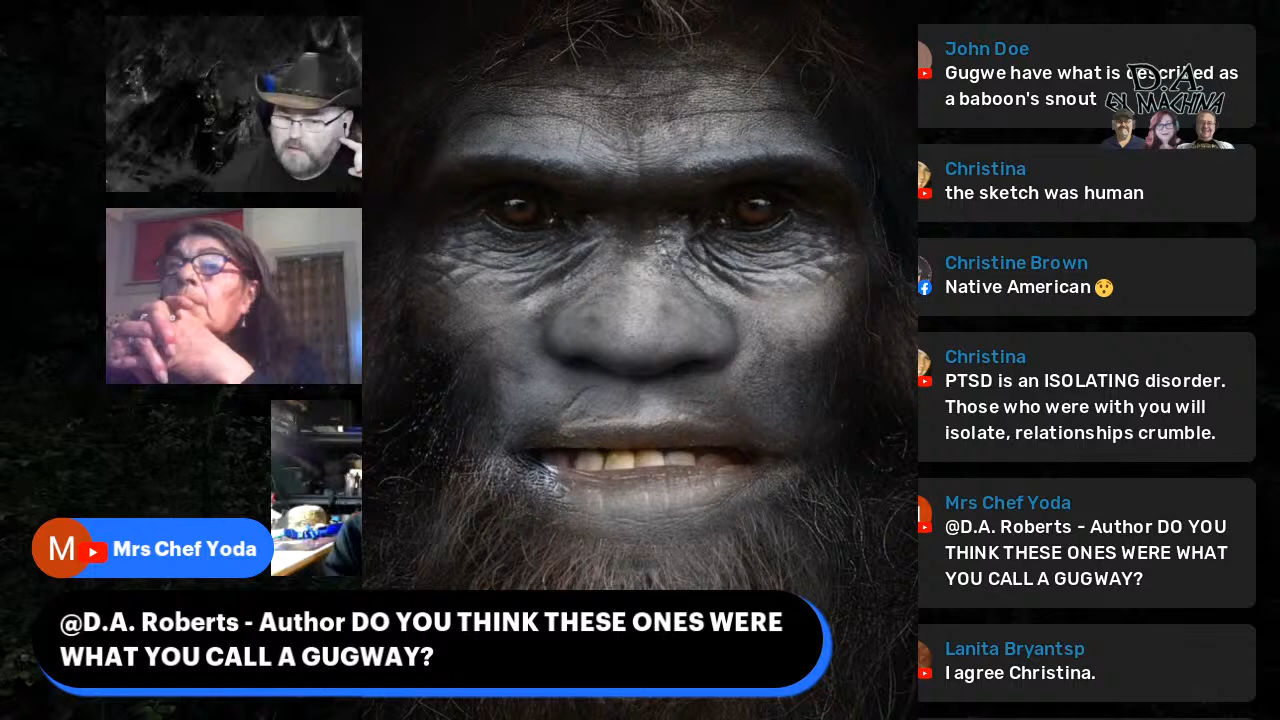 John Doe
Gugwe have what is described as
a baboon's snout
D.A.
EX MACHINA
Christina
the sketch was human
Christine Brown
Native American 😯
Christina
PTSD is an ISOLATING disorder.
Those who were with you will
isolate, relationships crumble.
Mrs Chef Yoda
@D.A. Roberts - Author DO YOU
THINK THESE ONES WERE WHAT
YOU CALL A GUGWAY?
Lanita Bryantsp
I agree Christina.
M
Mrs Chef Yoda
@D.A. Roberts - Author DO YOU THINK THESE ONES WERE
WHAT YOU CALL A GUGWAY?